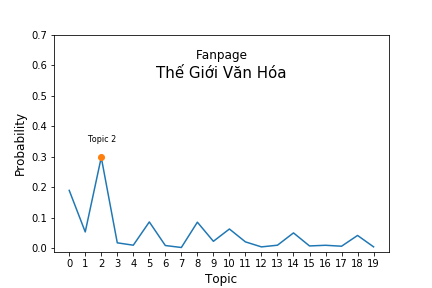 0.7
Fanpage
0.6
Thế Giới Văn Hóa
0.5
0.4
Topic 2
0.3
0.2
0.1
0.0
Probability
0 1 2 3 4 5 6 7 8 9 10 11 12 13 14 15 16 17 18 19
Topic